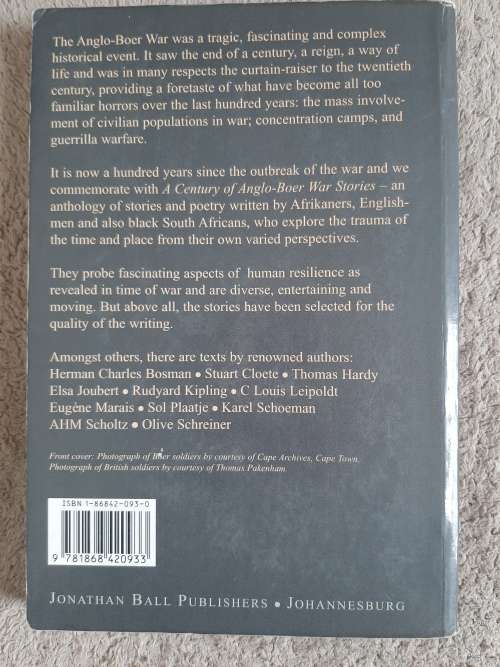 The Anglo-Boer War was a tragic, fascinating and complex
historical event. It saw the end of a century, a reign, a way of
life and was in many respects the curtain-raiser to the twentieth
century, providing a foretaste of what have become all too
familiar horrors over the last hundred years: the mass involve-
ment of civilian populations in war; concentration camps, and
guerrilla warfare.
It is now a hundred years since the outbreak of the war and we
commemorate with A Century of Anglo-Boer War Stories – an
anthology of stories and poetry written by Afrikaners, English-
men and also black South Africans, who explore the trauma of
the time and place from their own varied perspectives.
They probe fascinating aspects of human resilience as
revealed in time of war and are diverse, entertaining and
moving. But above all, the stories have been selected for the
quality of the writing.
Amongst others, there are texts by renowned authors:
Herman Charles Bosman • Stuart Cloete • Thomas Hardy
Elsa Joubert • Rudyard Kipling • C Louis Leipoldt
Eugéne Marais • Sol Plaatje • Karel Schoeman
AHM Scholtz • Olive Schreiner
Front cover: Photograph of Boer soldiers by courtesy of Cape Archives, Cape Town.
Photograph of British soldiers by courtesy of Thomas Pakenham.
ISBN 1-86842-093-0
9 781868 420933
JONATHAN BALL PUBLISHERS • JOHANNESBURG